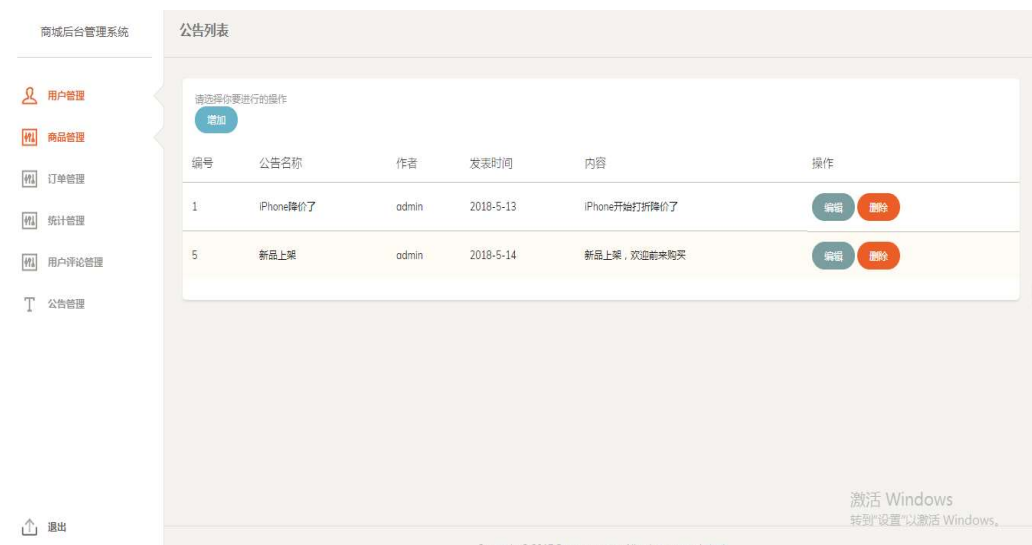 商城后台管理系统
公告列表
用户管理
商品管理
订单管理
统计管理
用户评论管理
公告管理
退出
请选择你要进行的操作
增加
编号 公告名称 作者 发表时间 内容 操作
1 iPhone降价了 admin 2018-5-13 iPhone开始打折降价了 编辑 删除
5 新品上架 admin 2018-5-14 新品上架，欢迎前来购买 编辑 删除
激活 Windows
转到"设置"以激活 Windows。